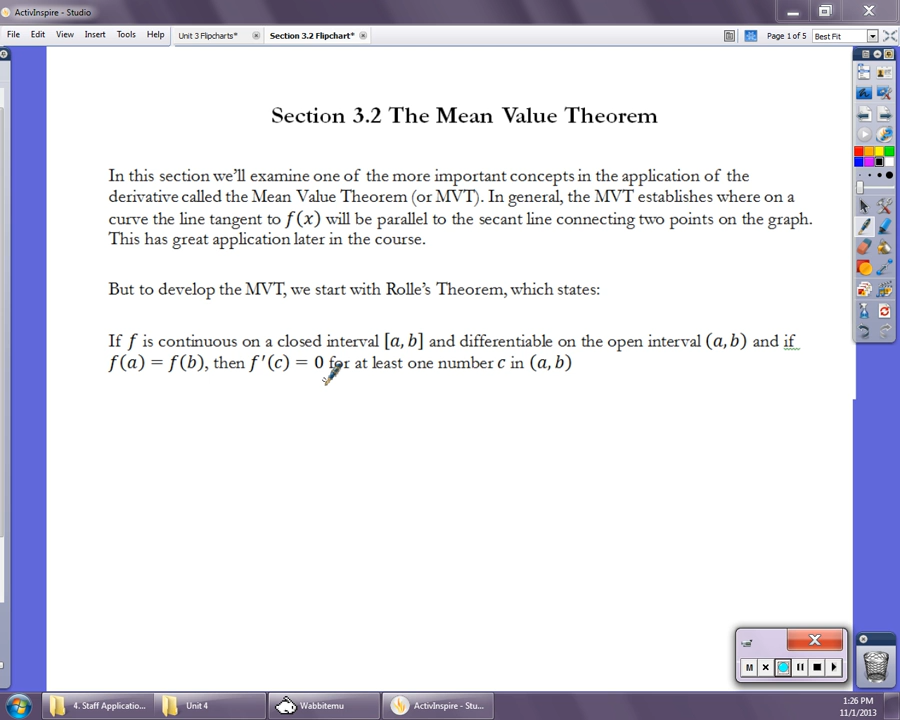 ActivInspire - Studio
File Edit View Insert Tools Help Unit 3 Flipcharts* Section 3.2 Flipchart* Page 1 of 5 Best Fit
Section 3.2 The Mean Value Theorem
In this section we'll examine one of the more important concepts in the application of the
derivative called the Mean Value Theorem (or MVT). In general, the MVT establishes where on a
curve the line tangent to f(x) will be parallel to the secant line connecting two points on the graph.
This has great application later in the course.
But to develop the MVT, we start with Rolle's Theorem, which states:
If f is continuous on a closed interval [a, b] and differentiable on the open interval (a, b) and if
f(a) = f(b), then f'(c) = 0 for at least one number c in (a, b)
M
4. Staff Applicatio... Unit 4 Wabbitemu ActivInspire - Stu... 1:26 PM
11/1/2013